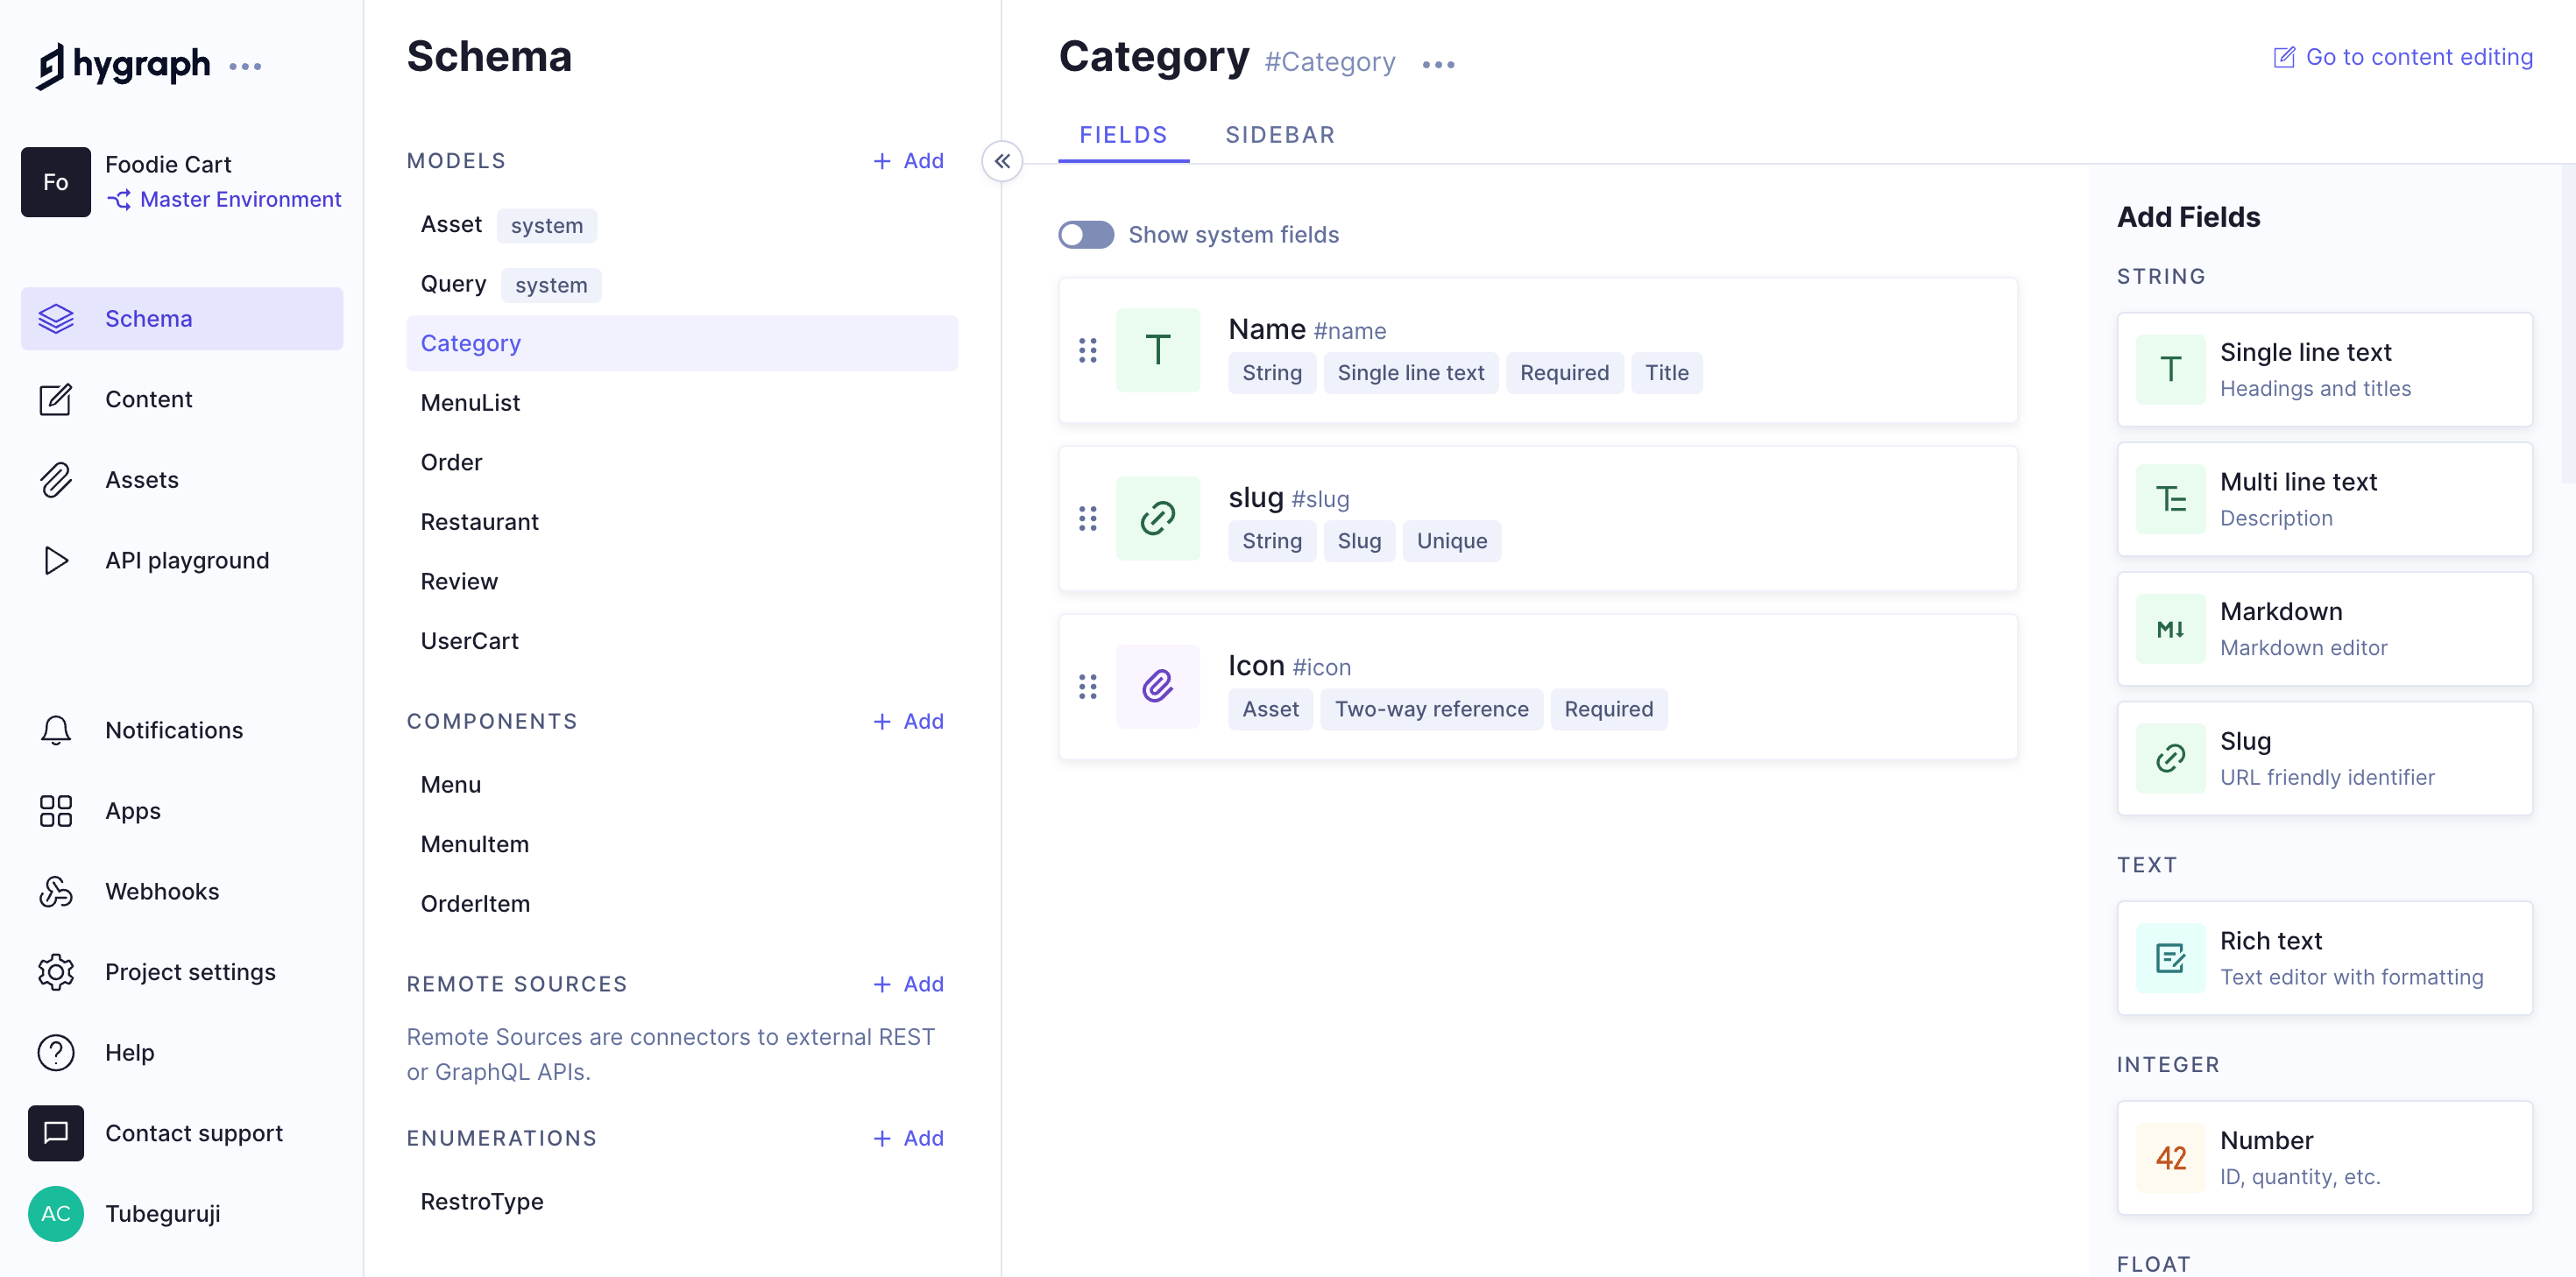 hygraph
Fo
Foodie Cart
Master Environment
Schema
Content
Assets
API playground
Notifications
Apps
Webhooks
Project settings
Help
Contact support
AC
Tubeguruji
Schema
MODELS
+ Add
Asset system
Query system
Category
MenuList
Order
Restaurant
Review
UserCart
COMPONENTS
+ Add
Menu
MenuItem
OrderItem
REMOTE SOURCES
+ Add
Remote Sources are connectors to external REST
or GraphQL APIs.
ENUMERATIONS
+ Add
RestroType
Category #Category
Go to content editing
FIELDS SIDEBAR
Show system fields
T
Name #name
String Single line text Required Title
slug #slug
String Slug Unique
Icon #icon
Asset Two-way reference Required
Add Fields
STRING
T
Single line text
Headings and titles
T
Multi line text
Description
M↓
Markdown
Markdown editor
Slug
URL friendly identifier
TEXT
Rich text
Text editor with formatting
INTEGER
42
Number
ID, quantity, etc.
FLOAT